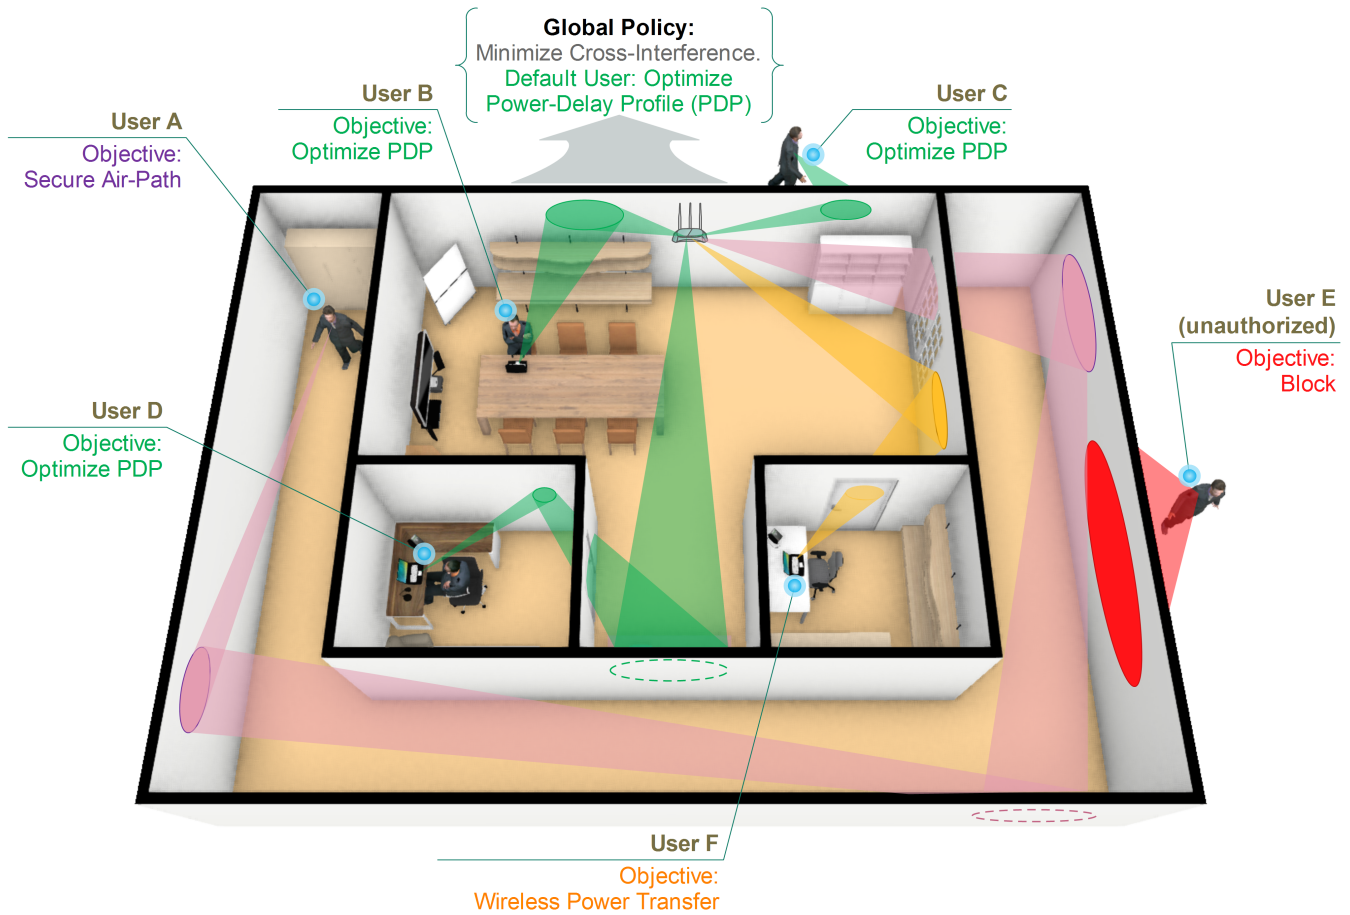 Global Policy:
Minimize Cross-Interference.
Default User: Optimize
Power-Delay Profile (PDP)
User B
Objective:
Optimize PDP
User C
Objective:
Optimize PDP
User A
Objective:
Secure Air-Path
User E
(unauthorized)
Objective:
Block
User D
Objective:
Optimize PDP
User F
Objective:
Wireless Power Transfer